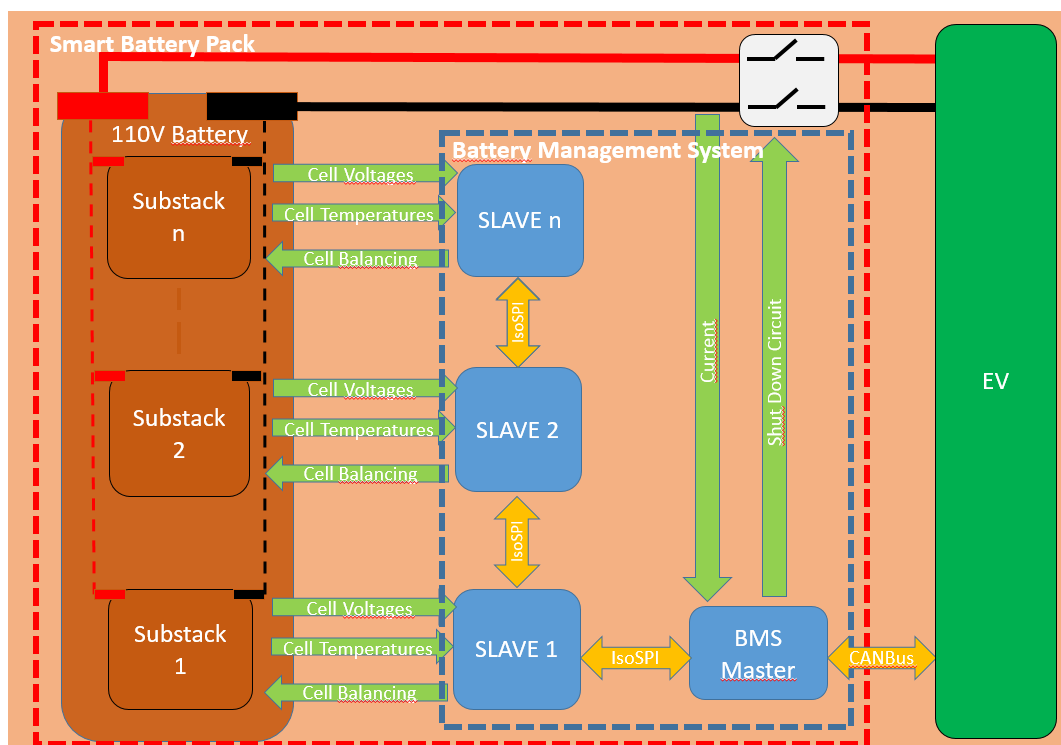 Smart Battery Pack
110V Battery
Battery Management System
Substack
n
Cell Voltages
Cell Temperatures
Cell Balancing
SLAVE n
IsoSPI
Substack
2
Cell Voltages
Cell Temperatures
Cell Balancing
SLAVE 2
IsoSPI
Current
Shut Down Circuit
EV
Substack
1
Cell Voltages
Cell Temperatures
Cell Balancing
SLAVE 1
IsoSPI
BMS
Master
CANBus